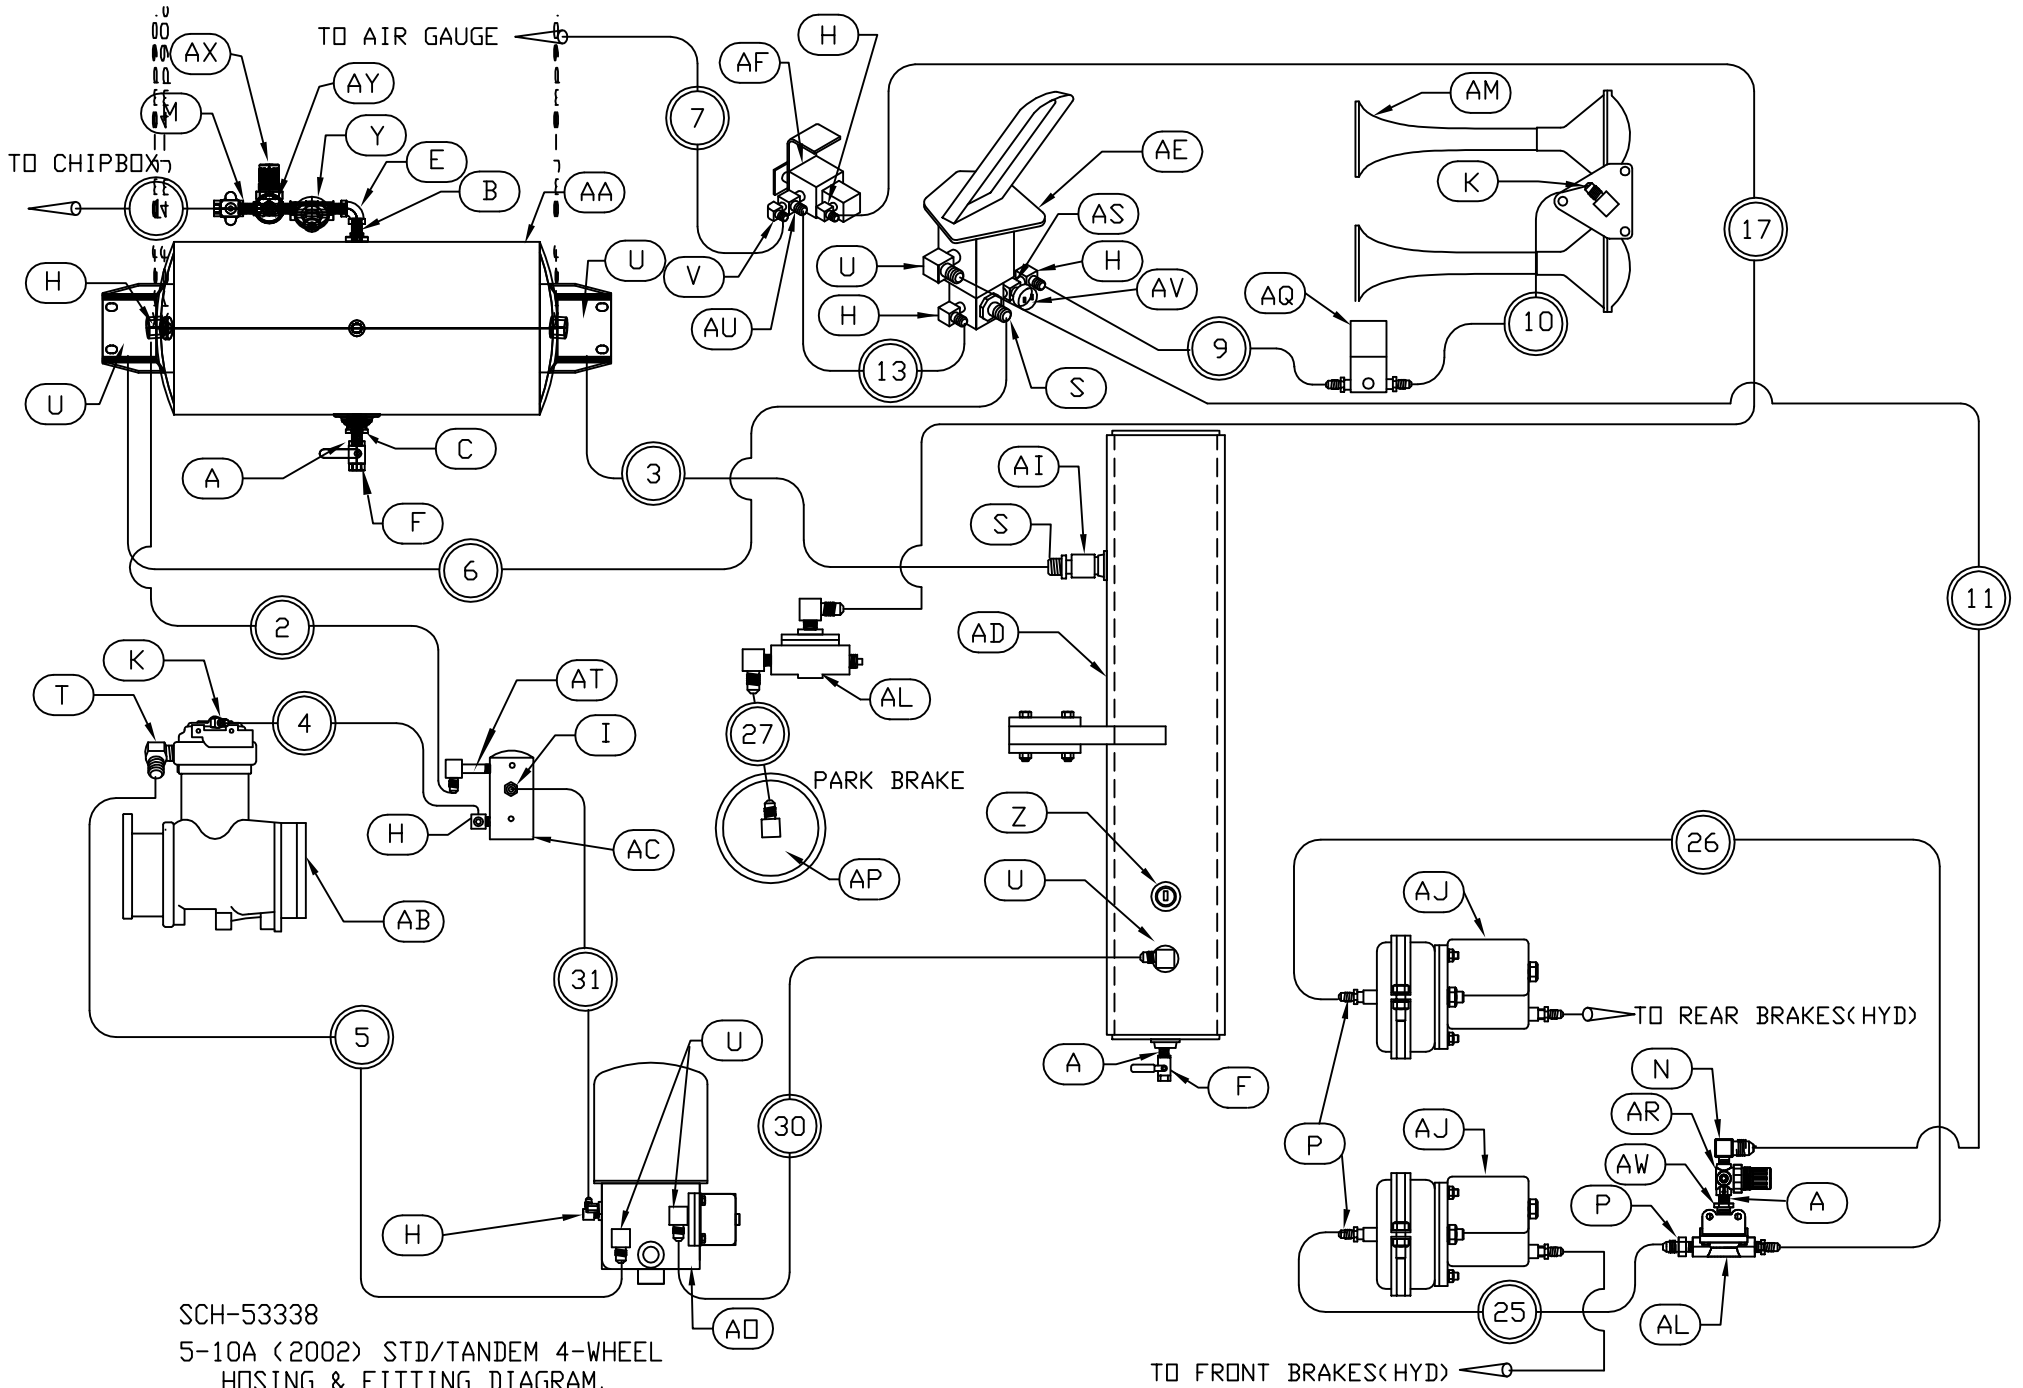 TO AIR GAUGE
H
AX
AF
AY
AM
M
7
Y
AE
TO CHIPBOX
E
K
B
AA
14
AS
17
U
H
U
H
V
AV
AQ
AU
H
10
13
9
U
S
C
AI
3
A
S
F
6
11
2
AD
K
AT
AL
T
4
I
27
PARK BRAKE
Z
H
26
AC
AP
U
AJ
AB
31
TO REAR BRAKES(HYD)
5
U
A
N
F
AR
30
P
AJ
AW
A
P
H
25
AL
AO
SCH-53338
5-10A (2002) STD/TANDEM 4-WHEEL
HOSING & FITTING DIAGRAM.
TO FRONT BRAKES(HYD)